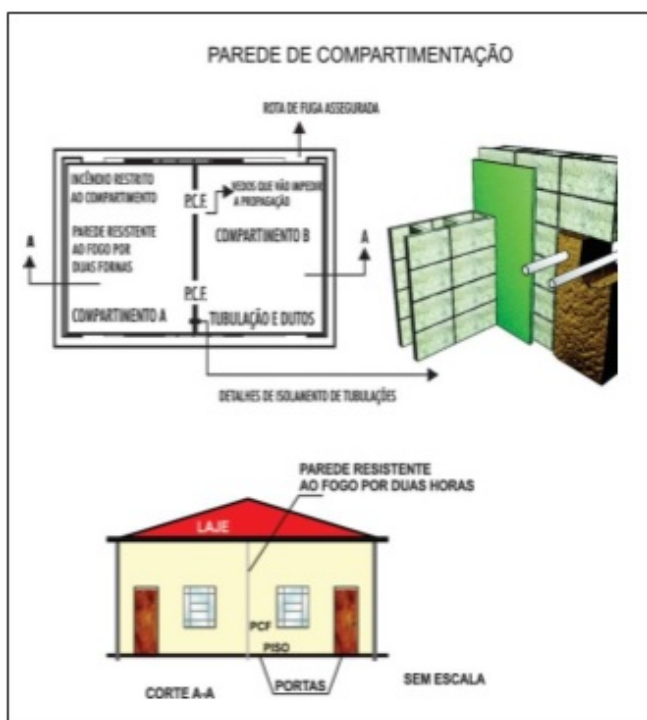 PAREDE DE COMPARTIMENTAÇÃO
ROTA DE FUGA ASSEGURADA
INCÊNDIO RESTRITO
AO COMPARTIMENTO
P.C.F.
VEDOS QUE VÃO IMPEDIR
A PROPAGAÇÃO
PAREDE RESISTENTE
AO FOGO POR
DUAS FORNAS
A
A
COMPARTIMENTO B
P.C.F.
COMPARTIMENTO A
TUBULAÇÃO E DUTOS
DETALHES DE ISOLAMENTO DE TUBULAÇÕES
PAREDE RESISTENTE
AO FOGO POR DUAS HORAS
LAJE
PCF
PISO
CORTE A-A
PORTAS
SEM ESCALA